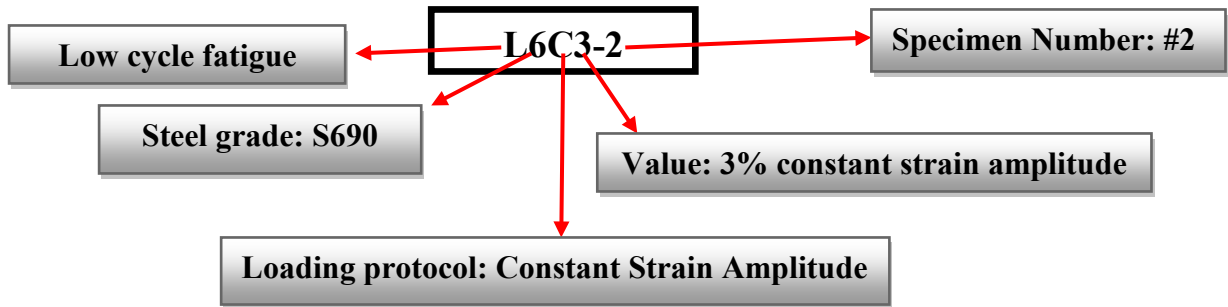 L6C3-2
Low cycle fatigue
Specimen Number: #2
Steel grade: S690
Value: 3% constant strain amplitude
Loading protocol: Constant Strain Amplitude